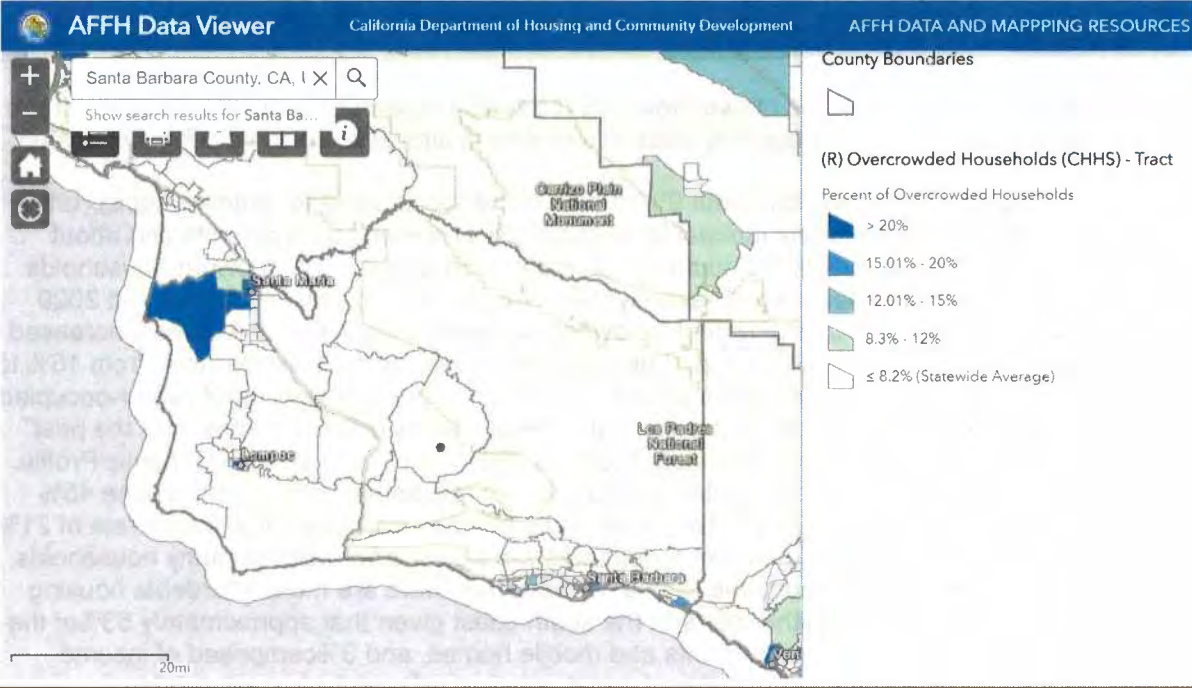 AFFH Data Viewer
California Department of Housing and Community Development
AFFH DATA AND MAPPPING RESOURCES
+
Santa Barbara County, CA, U
−
Show search results for Santa Ba...
i
Carrizo Plain
National
Monument
Santa Maria
Los Padres
National
Forest
Lompoc
Santa Barbara
Ven
20mi
County Boundaries
(R) Overcrowded Households (CHHS) - Tract
Percent of Overcrowded Households
> 20%
15.01% - 20%
12.01% - 15%
8.3% - 12%
≤ 8.2% (Statewide Average)